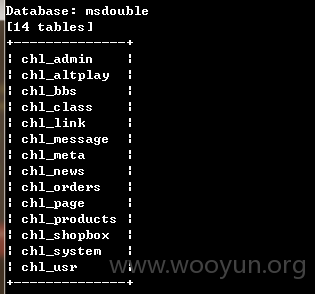 Database: msdouble
[14 tables]
+--------------+
¦ chl_admin ¦
¦ chl_altplay ¦
¦ chl_bbs ¦
¦ chl_class ¦
¦ chl_link ¦
¦ chl_message ¦
¦ chl_meta ¦
¦ chl_news ¦
¦ chl_orders ¦
¦ chl_page ¦
¦ chl_products ¦
¦ chl_shopbox ¦
¦ chl_system ¦
¦ chl_usr ¦
+--------------+
www.wooyun.org